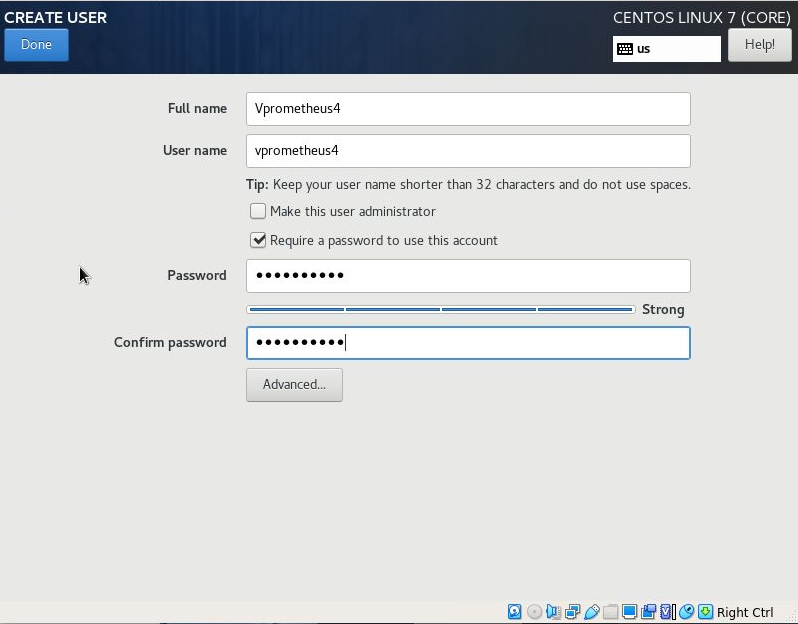 CREATE USER
CENTOS LINUX 7 (CORE)
Done
us
Help!
Full name
Vprometheus4
User name
vprometheus4
Tip: Keep your user name shorter than 32 characters and do not use spaces.
Make this user administrator
Require a password to use this account
Password
●●●●●●●●●●
Strong
Confirm password
●●●●●●●●●●
Advanced...
Right Ctrl